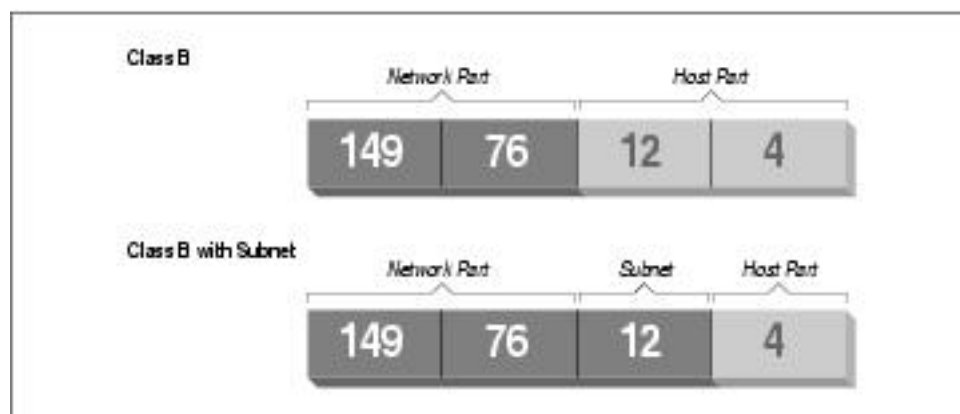 Class B
Network Part Host Part
149 76 12 4
Class B with Subnet
Network Part Subnet Host Part
149 76 12 4